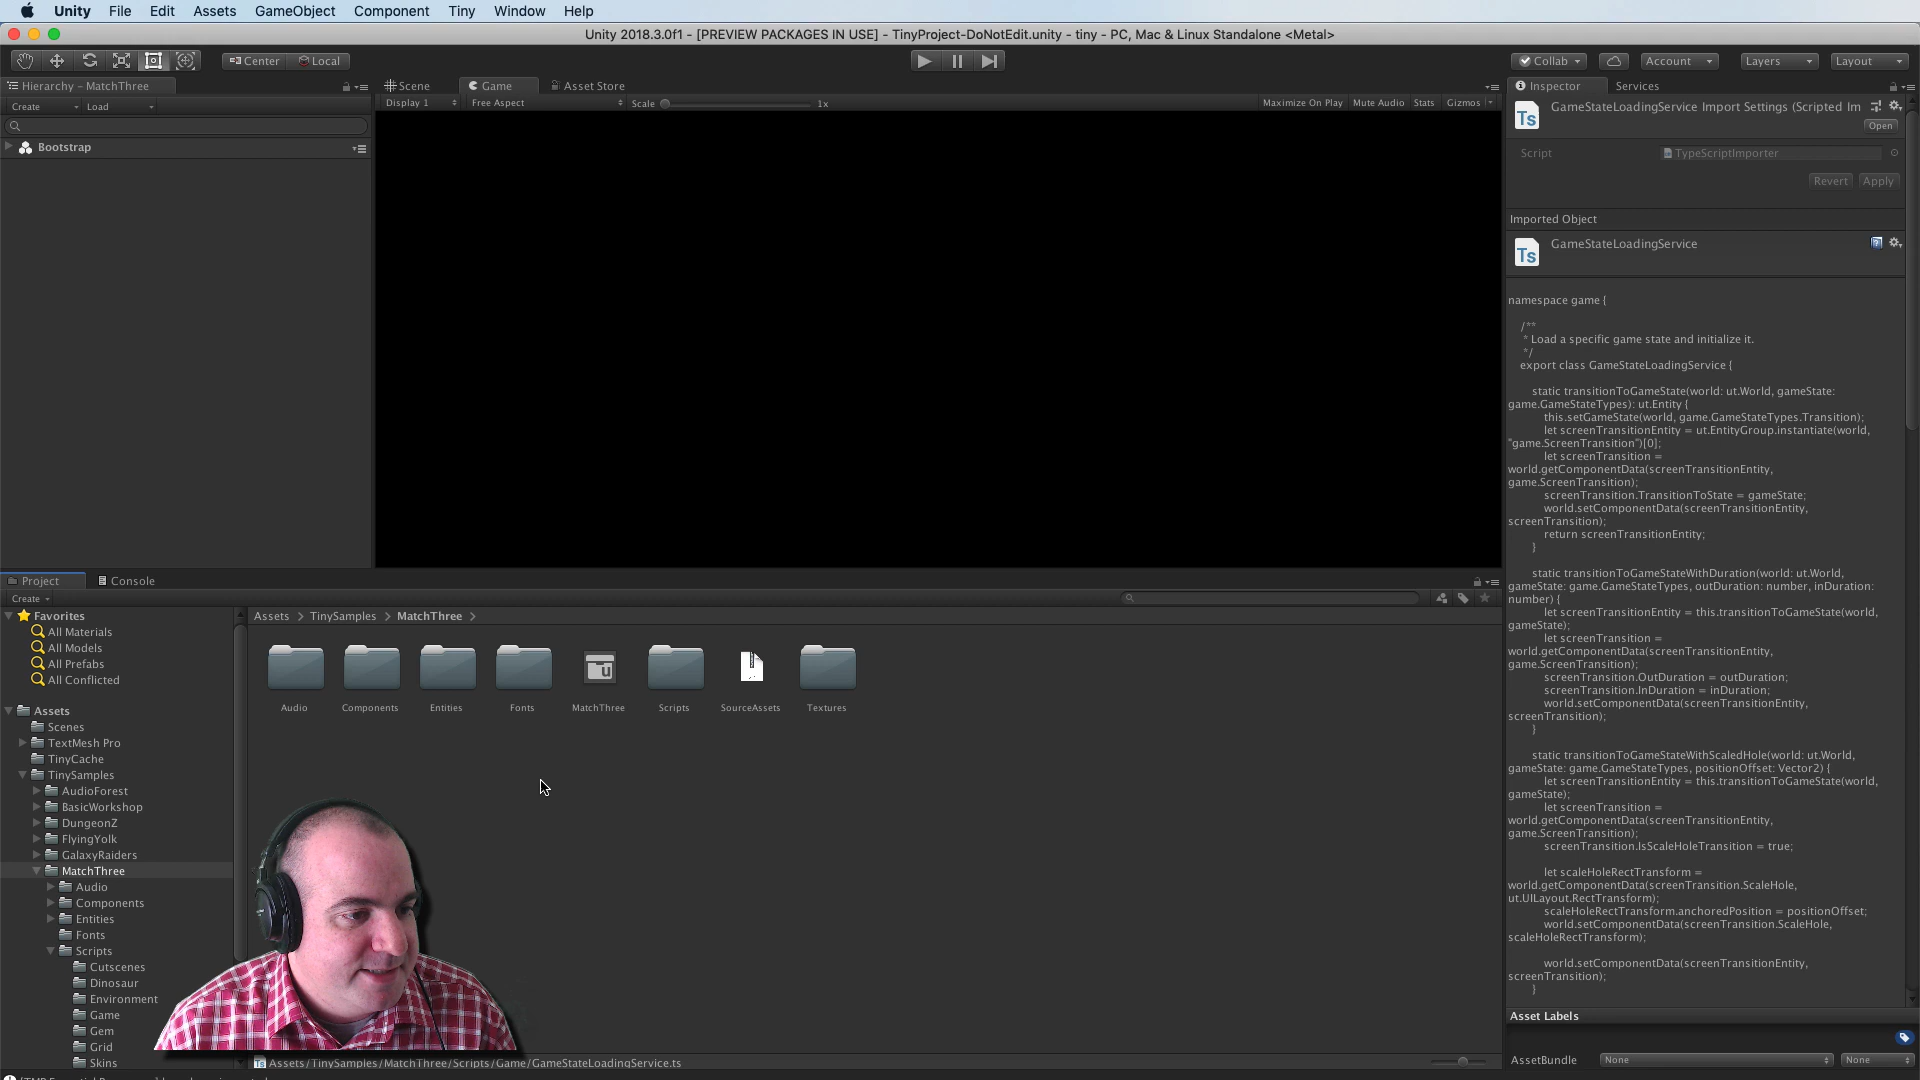 Unity File Edit Assets GameObject Component Tiny Window Help
Unity 2018.3.0f1 - [PREVIEW PACKAGES IN USE] - TinyProject-DoNotEdit.unity - tiny - PC, Mac & Linux Standalone <Metal>
Center Local
Collab Account Layers Layout
Hierarchy - MatchThree
Create Load
Bootstrap
Scene Game Asset Store
Display 1 Free Aspect Scale 1x Maximize On Play Mute Audio Stats Gizmos
Inspector Services
GameStateLoadingService Import Settings (Scripted Im
Open
Script TypeScriptImporter
Revert Apply
Imported Object
Ts GameStateLoadingService
namespace game {
/**
* Load a specific game state and initialize it.
*/
export class GameStateLoadingService {
static transitionToGameState(world: ut.World, gameState:
game.GameStateTypes): ut.Entity {
this.setGameState(world, game.GameStateTypes.Transition);
let screenTransitionEntity = ut.EntityGroup.instantiate(world,
"game.ScreenTransition")[0];
let screenTransition =
world.getComponentData(screenTransitionEntity,
game.ScreenTransition);
screenTransition.TransitionToState = gameState;
world.setComponentData(screenTransitionEntity,
screenTransition);
return screenTransitionEntity;
}
static transitionToGameStateWithDuration(world: ut.World,
gameState: game.GameStateTypes, outDuration: number, inDuration:
number) {
let screenTransitionEntity = this.transitionToGameState(world,
gameState);
let screenTransition =
world.getComponentData(screenTransitionEntity,
game.ScreenTransition);
screenTransition.OutDuration = outDuration;
screenTransition.InDuration = inDuration;
world.setComponentData(screenTransitionEntity,
screenTransition);
}
static transitionToGameStateWithScaledHole(world: ut.World,
gameState: game.GameStateTypes, positionOffset: Vector2) {
let screenTransitionEntity = this.transitionToGameState(world,
gameState);
let screenTransition =
world.getComponentData(screenTransitionEntity,
game.ScreenTransition);
screenTransition.IsScaleHoleTransition = true;
let scaleHoleRectTransform =
world.getComponentData(screenTransition.ScaleHole,
ut.UILayout.RectTransform);
scaleHoleRectTransform.anchoredPosition = positionOffset;
world.setComponentData(screenTransition.ScaleHole,
scaleHoleRectTransform);
world.setComponentData(screenTransitionEntity,
screenTransition);
}
Asset Labels
AssetBundle None None
Project Console
Create
Favorites
All Materials
All Models
All Prefabs
All Conflicted
Assets
Scenes
TextMesh Pro
TinyCache
TinySamples
AudioForest
BasicWorkshop
DungeonZ
FlyingYolk
GalaxyRaiders
MatchThree
Audio
Components
Entities
Fonts
Scripts
Cutscenes
Dinosaur
Environment
Game
Gem
Grid
Skins
Assets > TinySamples > MatchThree >
Audio Components Entities Fonts MatchThree Scripts SourceAssets Textures
Assets/TinySamples/MatchThree/Scripts/Game/GameStateLoadingService.ts